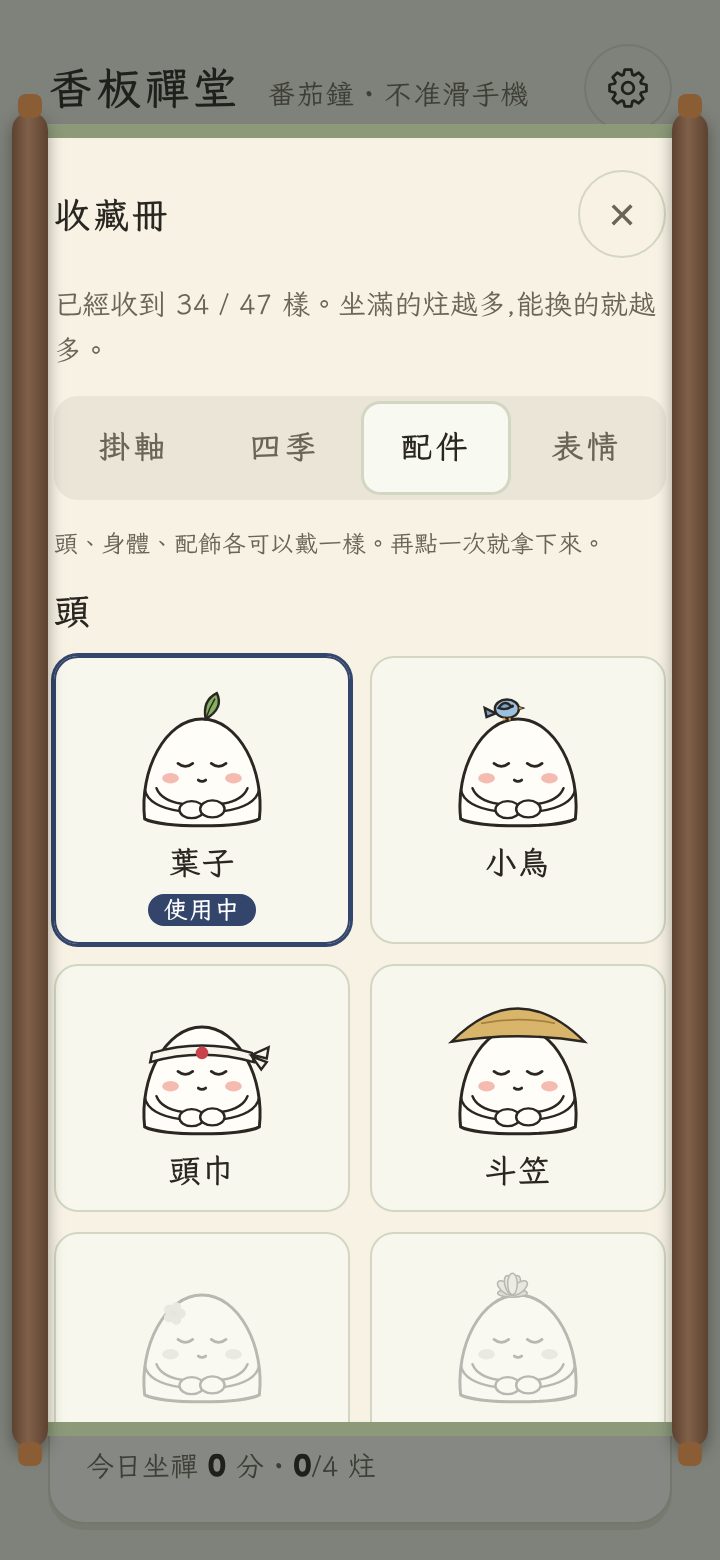 香板禪堂 番茄鐘・不准滑手機
收藏冊
已經收到 34 / 47 樣。坐滿的炷越多,能換的就越
多。
掛軸 四季 配件 表情
頭、身體、配飾各可以戴一樣。再點一次就拿下來。
頭
葉子 小鳥
使用中
頭巾 斗笠
今日坐禪 0 分・0/4 炷